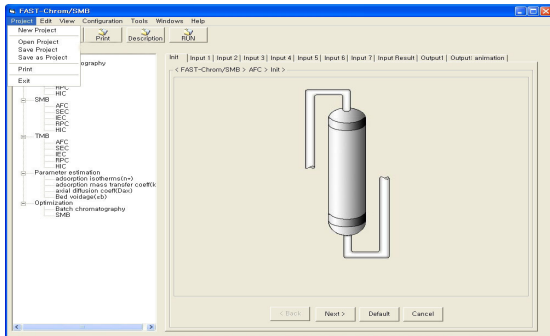 FAST-Chrom/SMB
Project Edit View Configuration Tools Windows Help
New Project
Open Project
Save Project
Save as Project
Print
Exit
Print Description RUN
ography
RPC
HIC
SMB
AFC
SEC
IEC
RPC
HIC
TMB
AFC
SEC
IEC
RPC
HIC
Parameter estimation
adsorption isotherms(n*)
adsorption mass transfer coeff(k
axial diffusion coeff(Dax)
Bed voidage(εb)
Optimization
Batch chromatography
SMB
Init | Input 1 | Input 2 | Input 3 | Input 4 | Input 5 | Input 6 | Input 7 | Input Result | Output1 | Output: animation |
< FAST-Chrom/SMB > AFC > Init >
< Back Next > Default Cancel